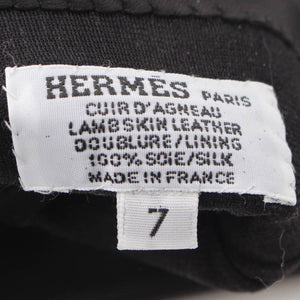 HERMÈS PARIS
CUIR D'AGNEAU
LAMBSKIN LEATHER
DOUBLURE/LINING
100% SOIE/SILK
MADE IN FRANCE
7